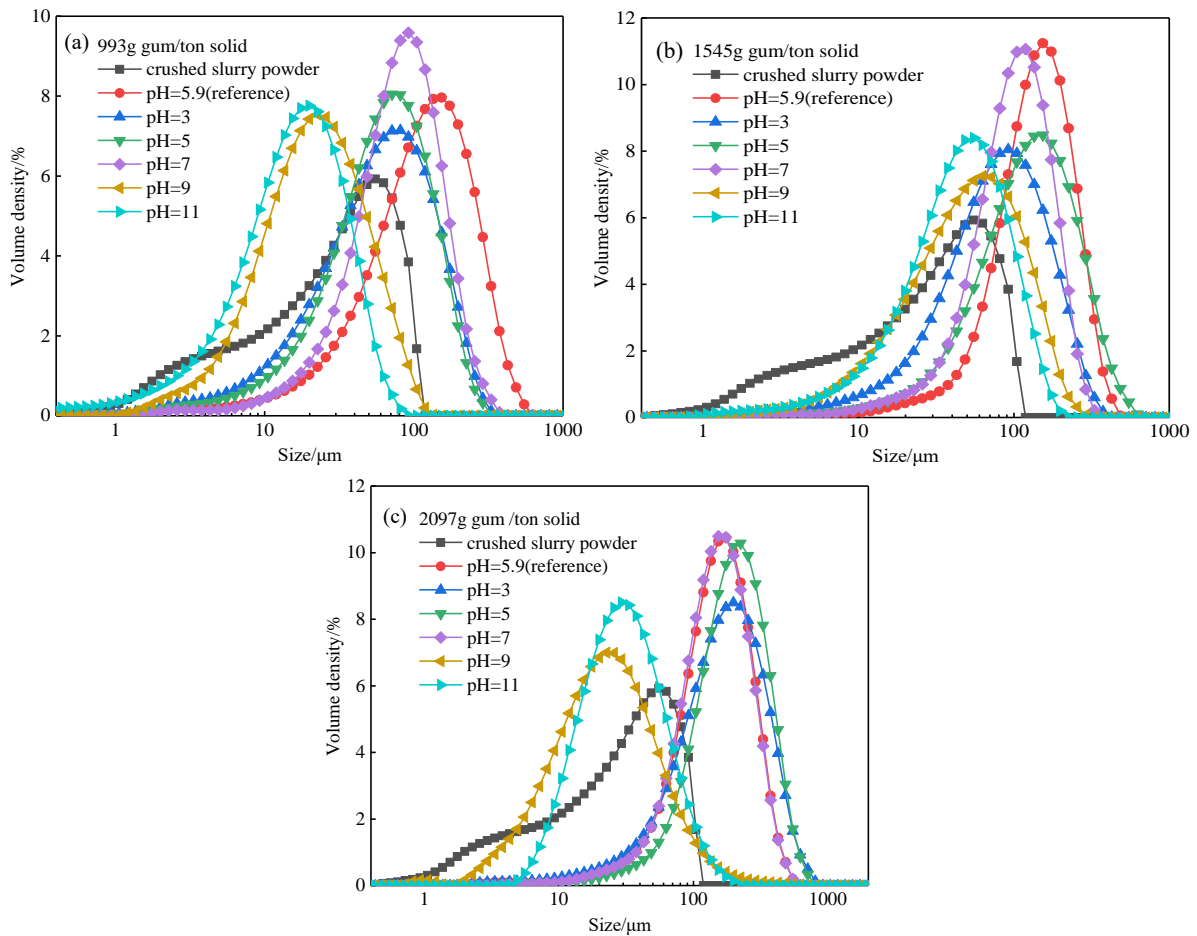 (a) 993g gum/ton solid
crushed slurry powder
pH=5.9(reference)
pH=3
pH=5
pH=7
pH=9
pH=11
Volume density/%
10
8
6
4
2
0
1 10 100 1000
Size/μm
(b) 1545g gum/ton solid
crushed slurry powder
pH=5.9(reference)
pH=3
pH=5
pH=7
pH=9
pH=11
Volume density/%
12
10
8
6
4
2
0
1 10 100 1000
Size/μm
(c) 2097g gum /ton solid
crushed slurry powder
pH=5.9(reference)
pH=3
pH=5
pH=7
pH=9
pH=11
Volume density/%
12
10
8
6
4
2
0
1 10 100 1000
Size/μm